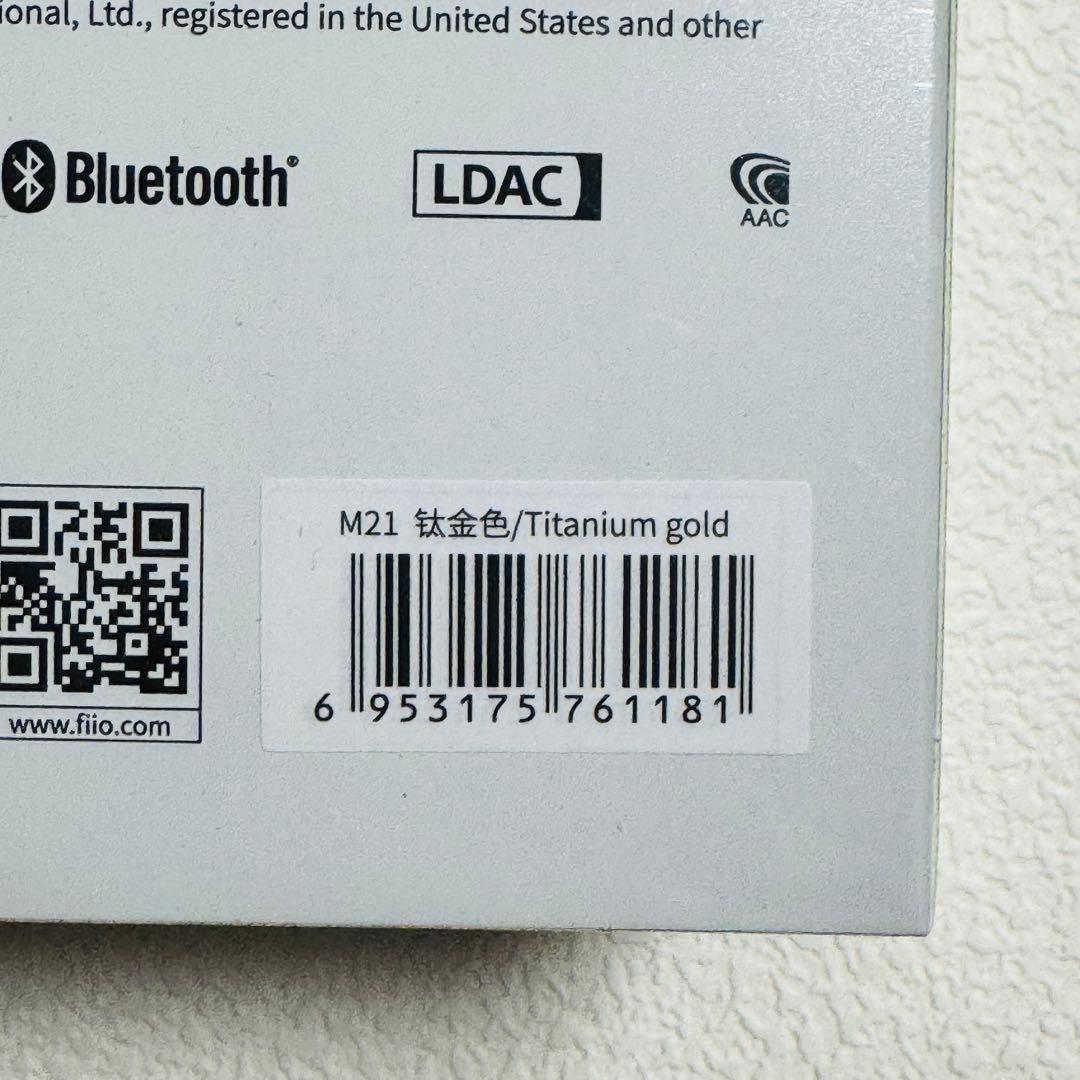 ional, Ltd., registered in the United States and other
Bluetooth®
LDAC
AAC
M21 钛金色/Titanium gold
6 953175 761181
www.fiio.com